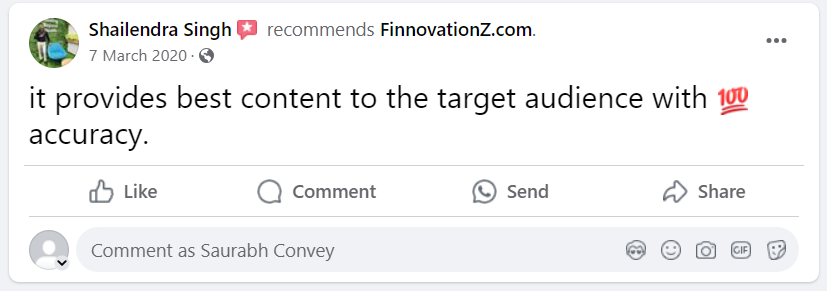 Shailendra Singh recommends FinnovationZ.com.
7 March 2020 ·
it provides best content to the target audience with 💯
accuracy.
Like Comment Send Share
Comment as Saurabh Convey GIF